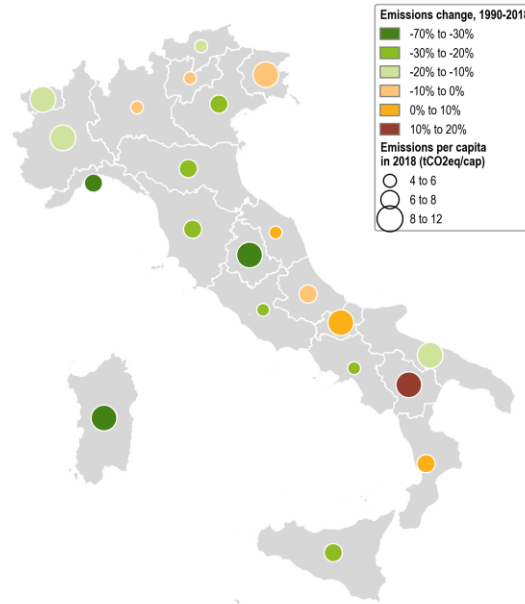 Emissions change, 1990-2018
-70% to -30%
-30% to -20%
-20% to -10%
-10% to 0%
0% to 10%
10% to 20%
Emissions per capita
in 2018 (tCO2eq/cap)
4 to 6
6 to 8
8 to 12